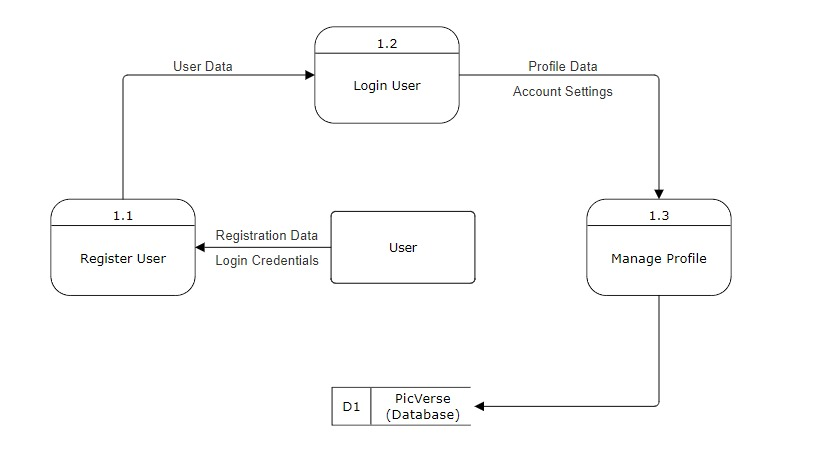 1.2
Login User
User Data
Profile Data
Account Settings
1.1
Register User
Registration Data
Login Credentials
User
1.3
Manage Profile
D1
PicVerse
(Database)